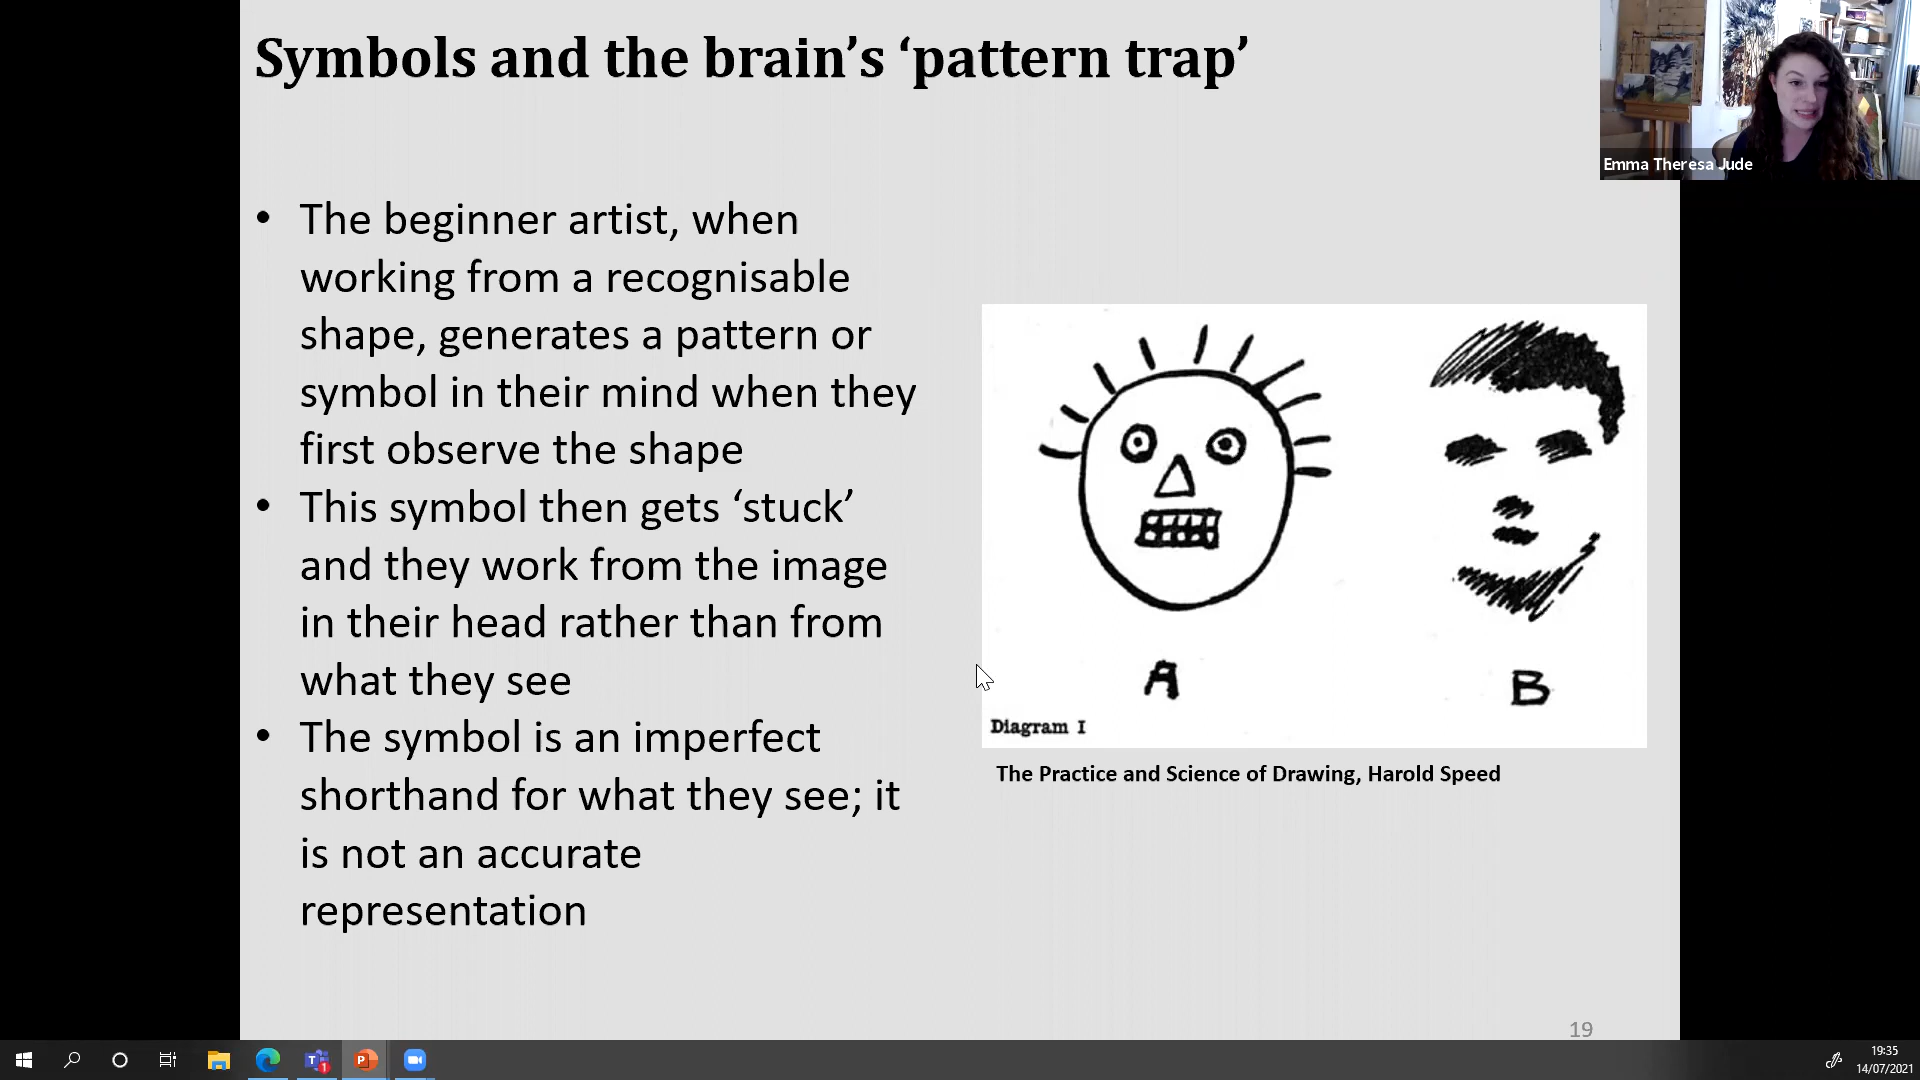 Symbols and the brain’s ‘pattern trap’
Emma Theresa Jude
• The beginner artist, when
working from a recognisable
shape, generates a pattern or
symbol in their mind when they
first observe the shape
• This symbol then gets ‘stuck’
and they work from the image
in their head rather than from
what they see
• The symbol is an imperfect
shorthand for what they see; it
is not an accurate
representation
A
B
Diagram I
The Practice and Science of Drawing, Harold Speed
19
19:35
14/07/2021